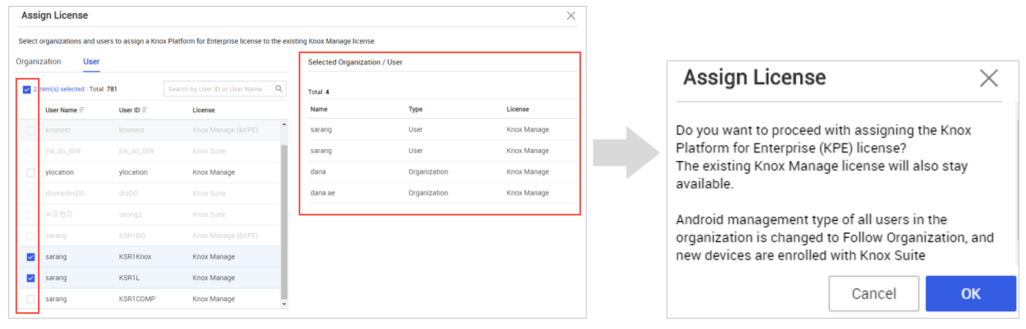 Assign License
Select organizations and users to assign a Knox Platform for Enterprise license to the existing Knox Manage license.
Organization User
2 item(s) selected | Total 781
Search by User ID or User Name
User Name User ID License
kmetest kmetest Knox Manage (&KPE)
jhk_do_009 jhk_do_009 Knox Suite
ylocation ylocation Knox Manage
diomedesDO dioDO Knox Suite
seong2 Knox Suite
sarang KSR1DO Knox Manage (&KPE)
sarang KSR1Knox Knox Manage
sarang KSR1L Knox Manage
sarang KSR1COMP Knox Manage
Selected Organization / User
Total 4
Name Type License
sarang User Knox Manage
sarang User Knox Manage
dana Organization Knox Manage
dana ae Organization Knox Manage
Assign License
Do you want to proceed with assigning the Knox
Platform for Enterprise (KPE) license?
The existing Knox Manage license will also stay
available.
Android management type of all users in the
organization is changed to Follow Organization, and
new devices are enrolled with Knox Suite
Cancel OK